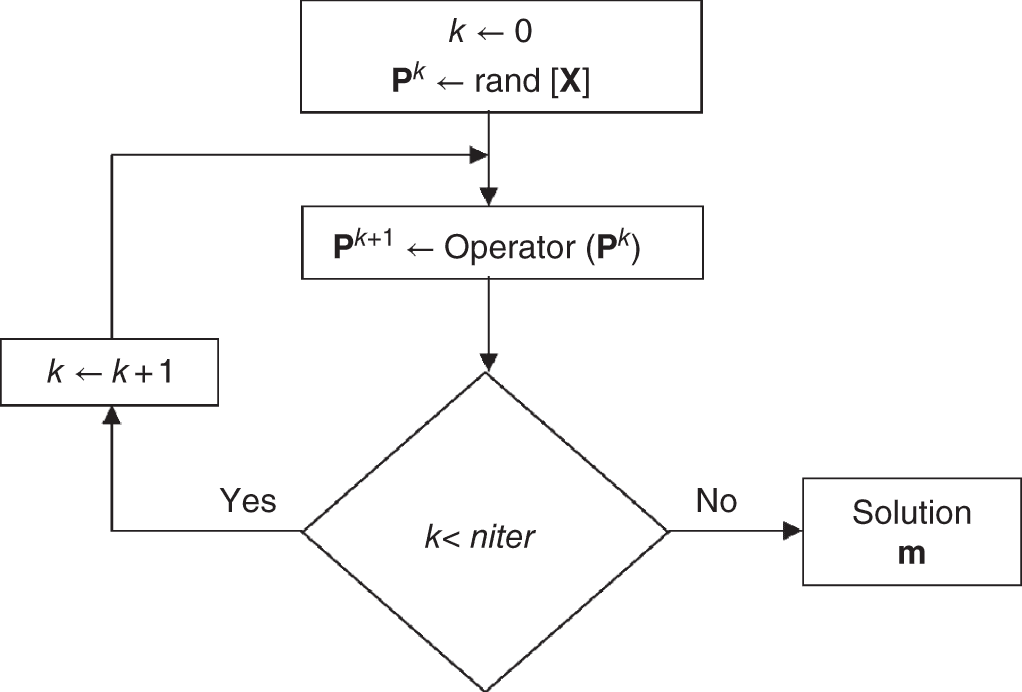 k ← 0
P^k ← rand [X]
P^{k+1} ← Operator (P^k)
k ← k + 1
Yes
k< niter
No
Solution
m